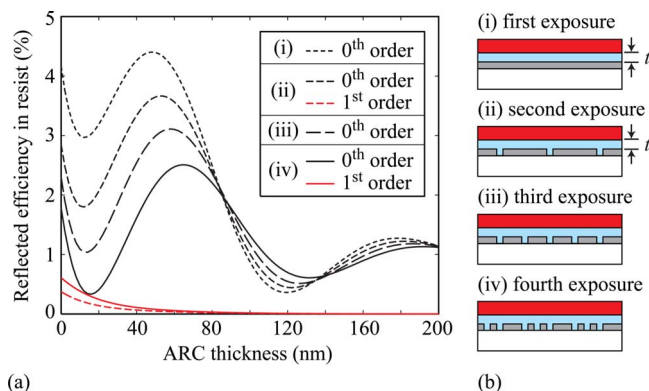 Reflected efficiency in resist (%)
5
4
3
2
1
0
0 40 80 120 160 200
ARC thickness (nm)
(i) 0th order
(ii) 0th order
1st order
(iii) 0th order
(iv) 0th order
1st order
(a)
(i) first exposure
t
(ii) second exposure
t
(iii) third exposure
(iv) fourth exposure
(b)